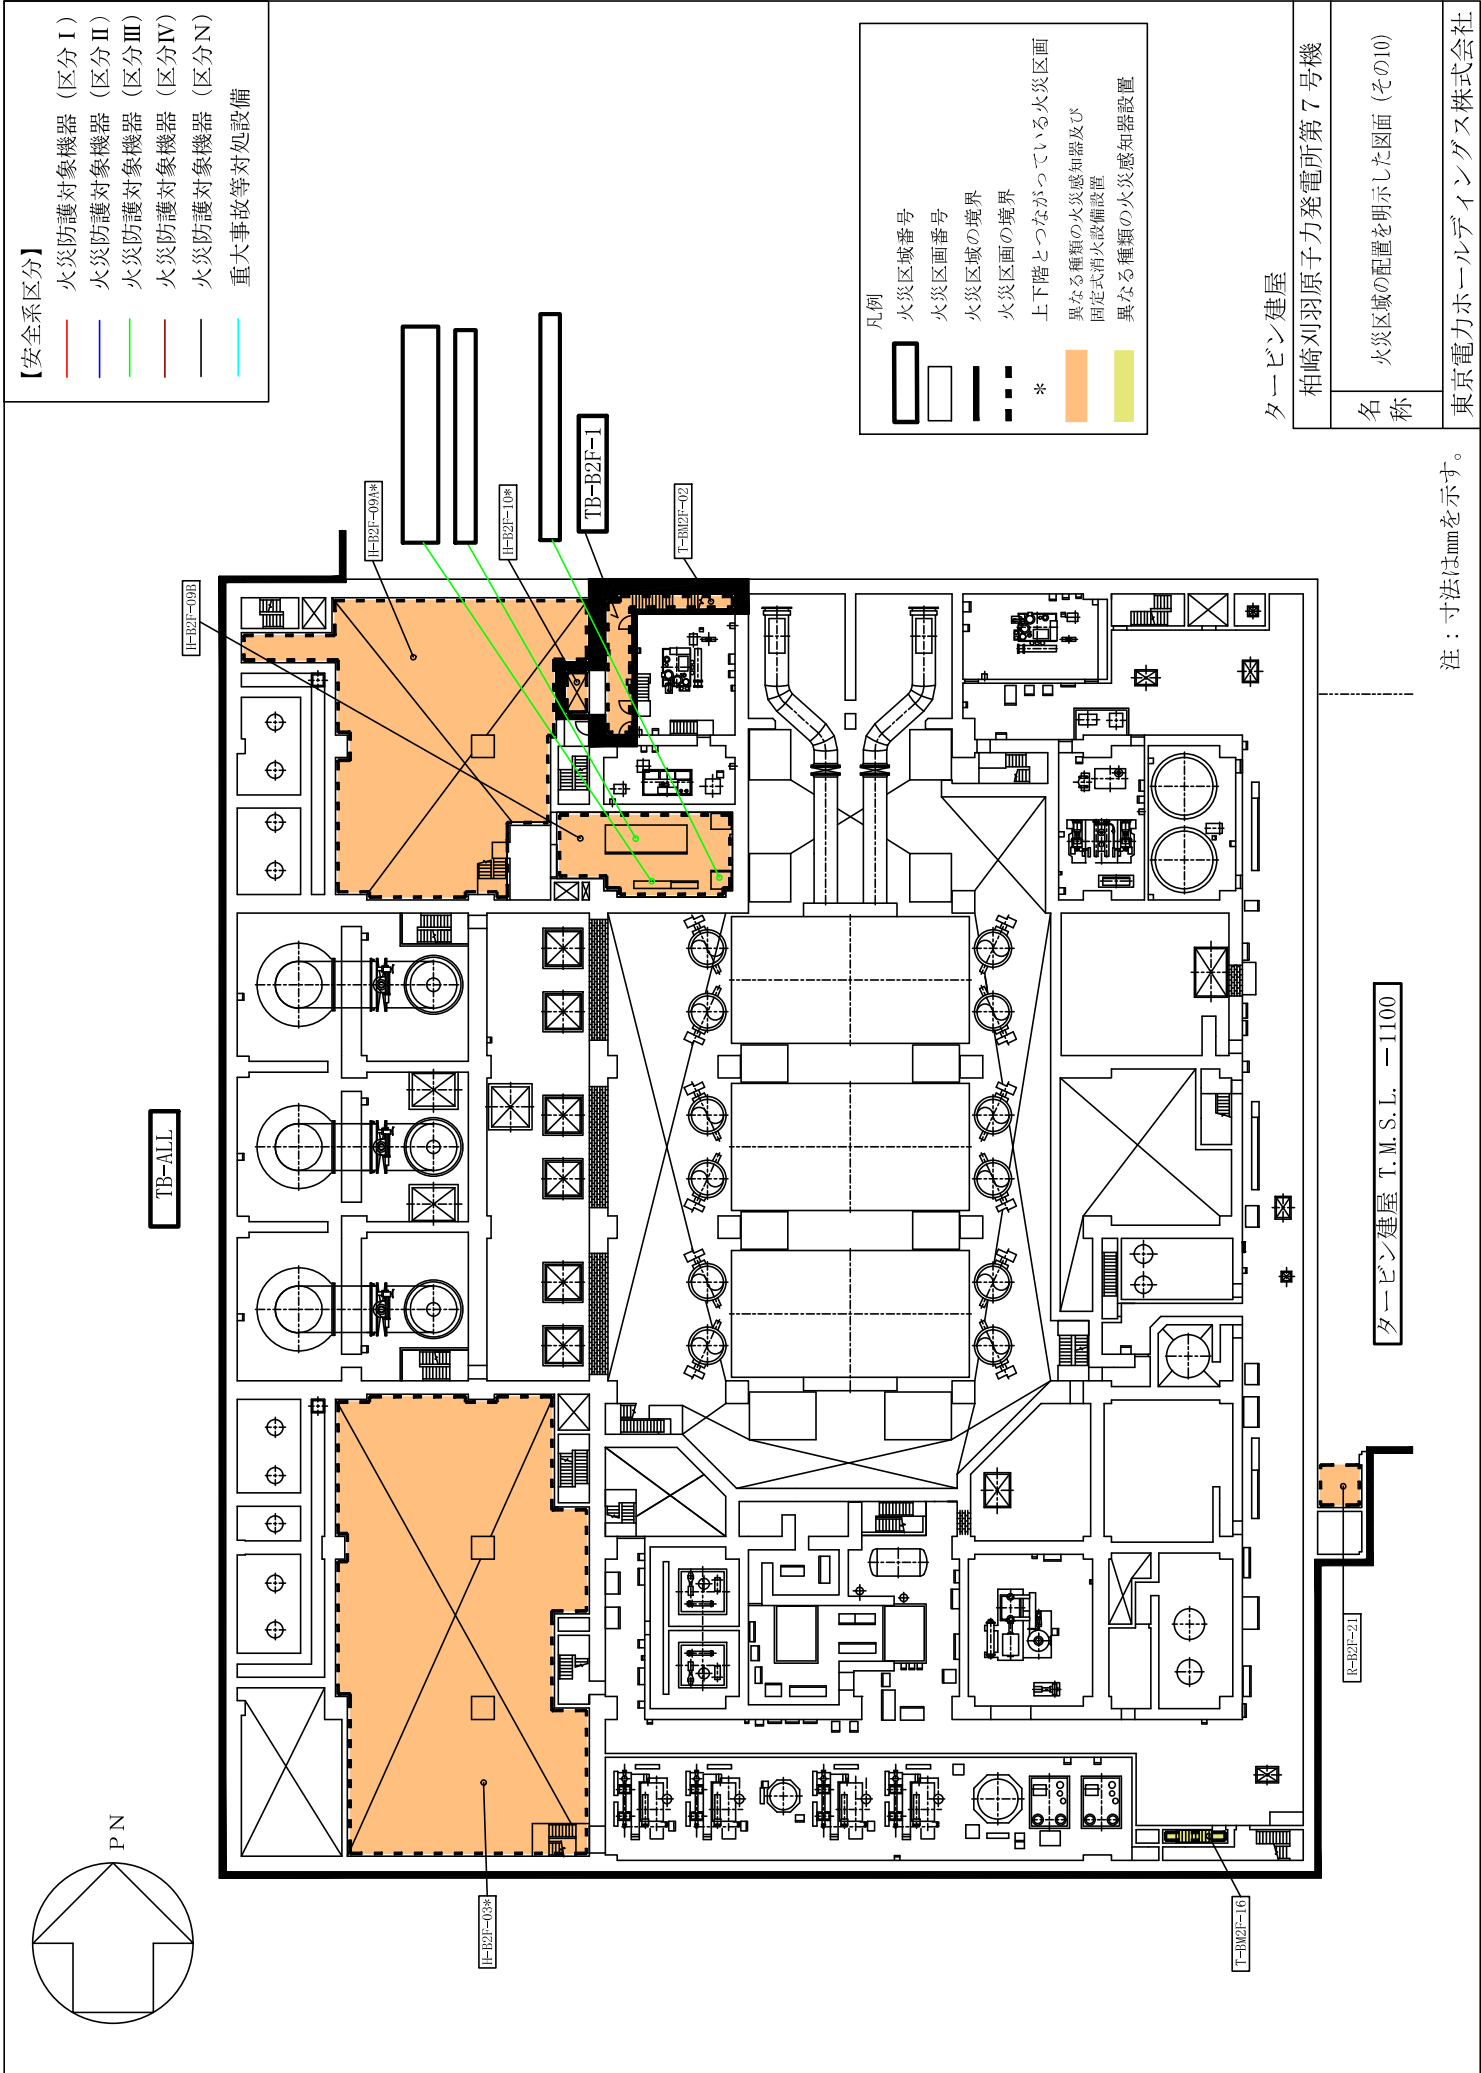 【安全系区分】
火災防護対象機器（区分Ⅰ）
火災防護対象機器（区分Ⅱ）
火災防護対象機器（区分Ⅲ）
火災防護対象機器（区分Ⅳ）
火災防護対象機器（区分N）
重大事故等対処設備
PN
TB-ALL
H-B2F-09B
H-B2F-09A*
H-B2F-10*
TB-B2F-1
T-BM2F-02
H-B2F-03*
T-BM2F-16
R-B2F-21
凡例
火災区域番号
火災区画番号
火災区域の境界
火災区画の境界
* 上下階とつながっている火災区画
異なる種類の火災感知器及び
固定式消火設備設置
異なる種類の火災感知器設置
タービン建屋 T.M.S.L. -1100
注：寸法はmmを示す。
タービン建屋
柏崎刈羽原子力発電所第７号機
名称
火災区域の配置を明示した図面（その10）
東京電力ホールディングス株式会社